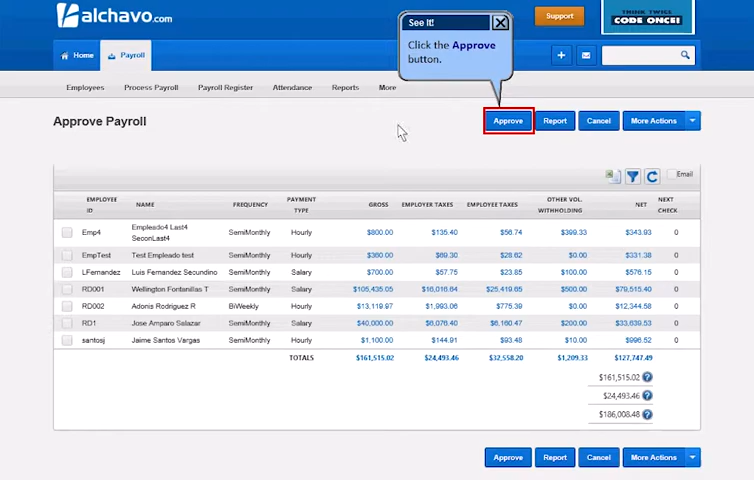 alchavo.com
Support
THINK TWICE
CODE ONCE!
See It!
Click the Approve
button.
Home
Payroll
Employees Process Payroll Payroll Register Attendance Reports More
Approve Payroll
Approve Report Cancel More Actions
Email
EMPLOYEE ID NAME FREQUENCY PAYMENT TYPE GROSS EMPLOYER TAXES EMPLOYEE TAXES OTHER VOL. WITHHOLDING NET NEXT CHECK
Emp4 Empleado4 Last4 SeconLast4 SemiMonthly Hourly $800.00 $135.40 $56.74 $399.33 $343.93 0
EmpTest Test Empleado test SemiMonthly Hourly $360.00 $69.30 $28.62 $0.00 $331.38 0
LFernandez Luis Fernandez Secundino SemiMonthly Salary $700.00 $57.75 $23.85 $100.00 $576.15 0
RD001 Wellington Fontanillas T SemiMonthly Salary $105,435.05 $16,016.64 $25,419.65 $500.00 $79,515.40 0
RD002 Adonis Rodriguez R BiWeekly Hourly $13,119.97 $1,993.06 $775.39 $0.00 $12,344.58 0
RD1 Jose Amparo Salazar SemiMonthly Salary $40,000.00 $6,076.40 $6,160.47 $200.00 $33,639.53 0
santosj Jaime Santos Vargas SemiMonthly Hourly $1,100.00 $144.91 $93.48 $10.00 $996.52 0
TOTALS $161,515.02 $24,493.46 $32,558.20 $1,209.33 $127,747.49
$161,515.02
$24,493.46
$186,008.48
Approve Report Cancel More Actions